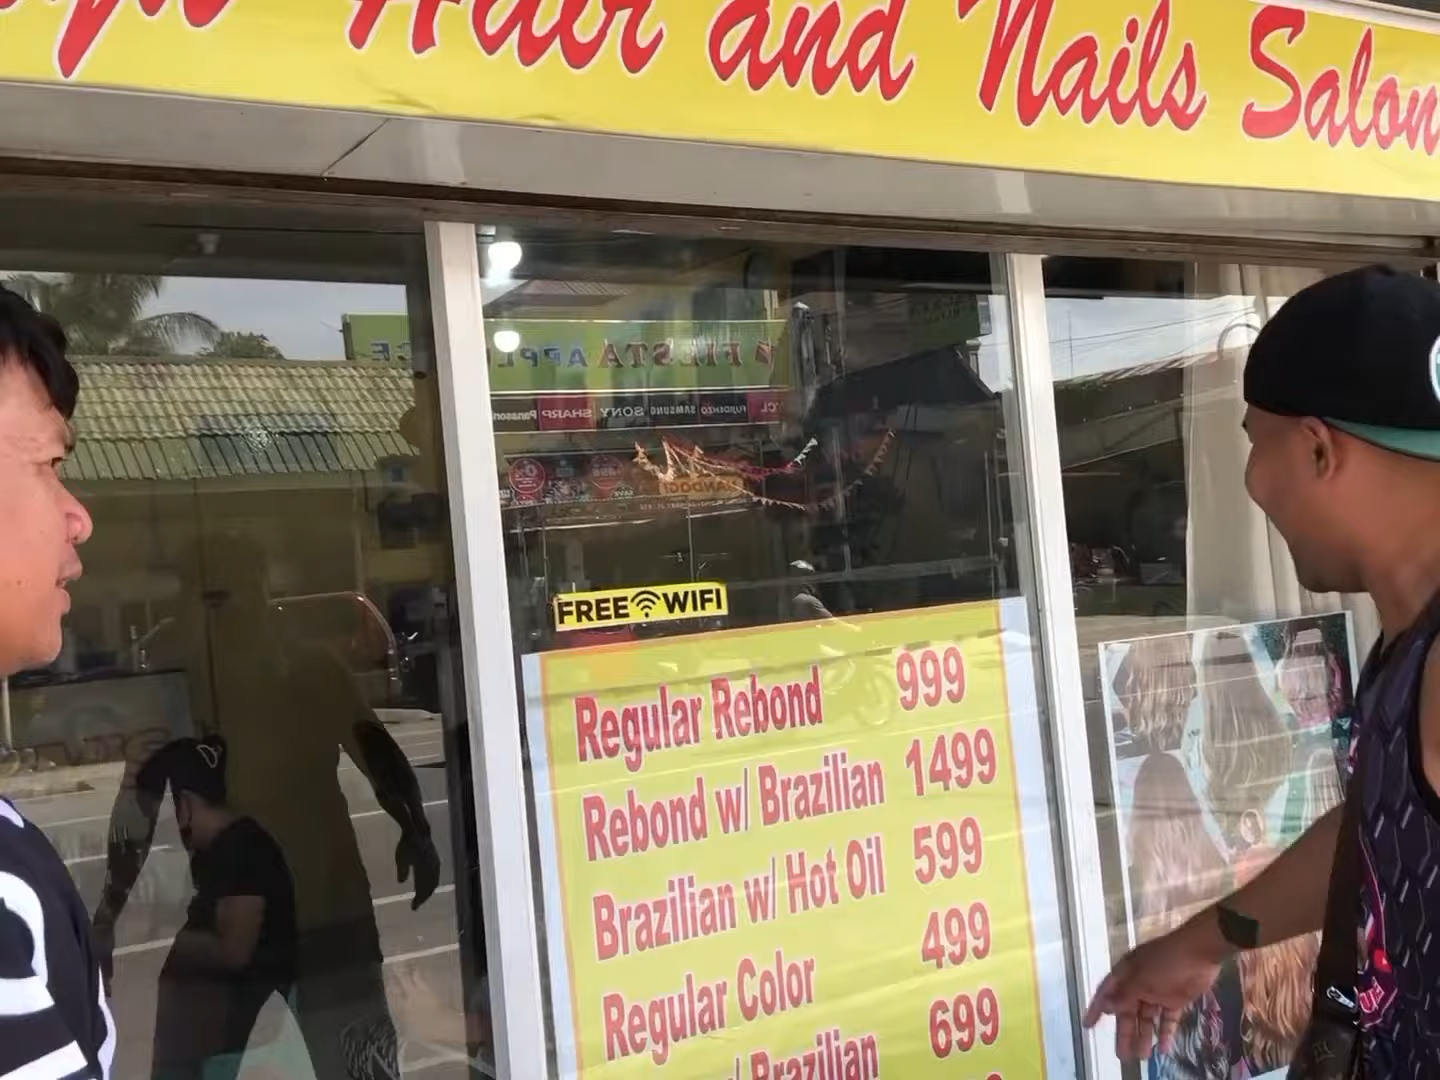 Hair and Nails Salon
FIESTA APPL
TCL FUJIDENZO SAMSUNG SONY SHARP Panasonic
FREE WIFI
Regular Rebond 999
Rebond w/ Brazilian 1499
Brazilian w/ Hot Oil 599
Regular Color 499
w/ Brazilian 699